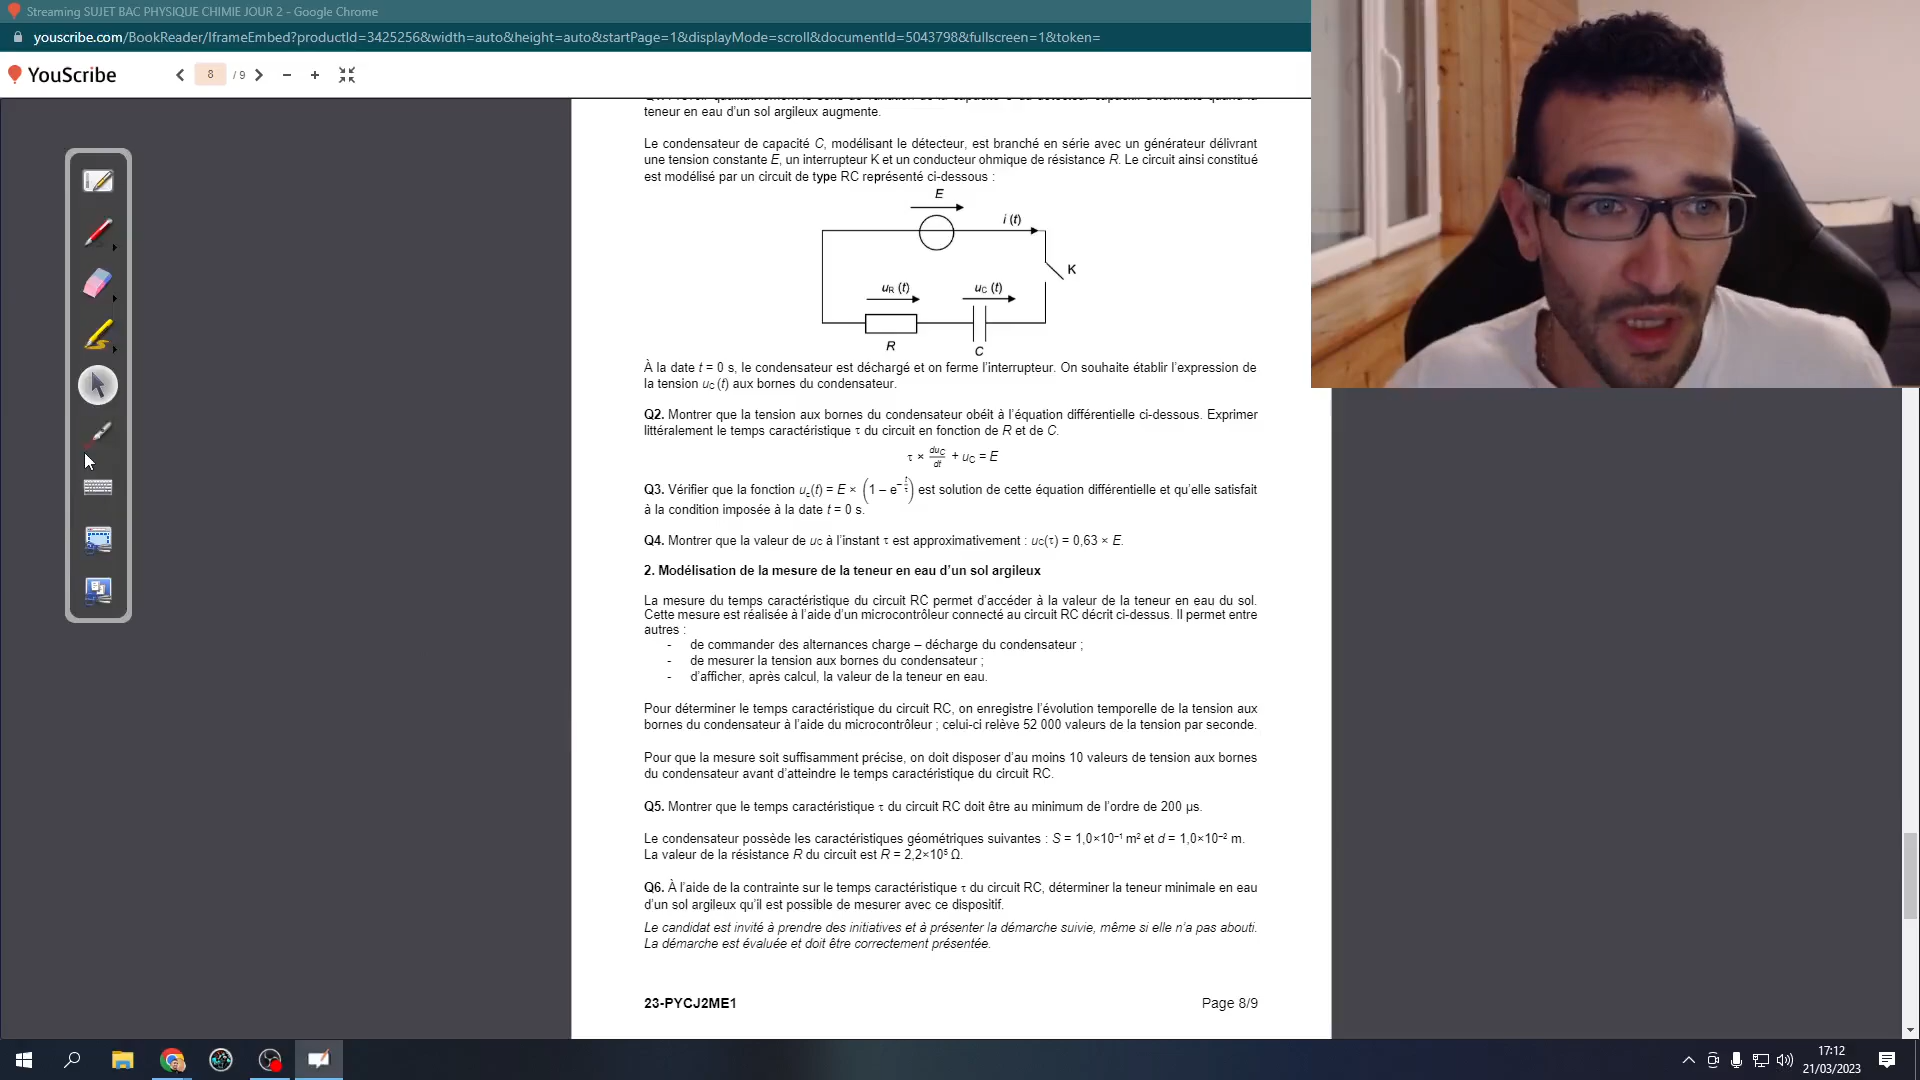 Streaming SUJET BAC PHYSIQUE CHIMIE JOUR 2 - Google Chrome
youscribe.com/BookReader/IframeEmbed?productId=3425256&width=auto&height=auto&startPage=1&displayMode=scroll&documentId=5043798&fullscreen=1&token=
YouScribe
8 / 9
teneur en eau d'un sol argileux augmente.
Le condensateur de capacité C, modélisant le détecteur, est branché en série avec un générateur délivrant
une tension constante E, un interrupteur K et un conducteur ohmique de résistance R. Le circuit ainsi constitué
est modélisé par un circuit de type RC représenté ci-dessous :
E
i (t)
K
uR (t)
uC (t)
R
C
À la date t = 0 s, le condensateur est déchargé et on ferme l'interrupteur. On souhaite établir l'expression de
la tension uC (t) aux bornes du condensateur.
Q2. Montrer que la tension aux bornes du condensateur obéit à l'équation différentielle ci-dessous. Exprimer
littéralement le temps caractéristique τ du circuit en fonction de R et de C.
τ × duC/dt + uC = E
Q3. Vérifier que la fonction uc(t) = E × (1 – e^(–t/τ)) est solution de cette équation différentielle et qu'elle satisfait
à la condition imposée à la date t = 0 s.
Q4. Montrer que la valeur de uC à l'instant τ est approximativement : uC(τ) = 0,63 × E.
2. Modélisation de la mesure de la teneur en eau d'un sol argileux
La mesure du temps caractéristique du circuit RC permet d'accéder à la valeur de la teneur en eau du sol.
Cette mesure est réalisée à l'aide d'un microcontrôleur connecté au circuit RC décrit ci-dessus. Il permet entre
autres :
- de commander des alternances charge – décharge du condensateur ;
- de mesurer la tension aux bornes du condensateur ;
- d'afficher, après calcul, la valeur de la teneur en eau.
Pour déterminer le temps caractéristique du circuit RC, on enregistre l'évolution temporelle de la tension aux
bornes du condensateur à l'aide du microcontrôleur ; celui-ci relève 52 000 valeurs de la tension par seconde.
Pour que la mesure soit suffisamment précise, on doit disposer d'au moins 10 valeurs de tension aux bornes
du condensateur avant d'atteindre le temps caractéristique du circuit RC.
Q5. Montrer que le temps caractéristique τ du circuit RC doit être au minimum de l'ordre de 200 µs.
Le condensateur possède les caractéristiques géométriques suivantes : S = 1,0×10⁻¹ m² et d = 1,0×10⁻² m.
La valeur de la résistance R du circuit est R = 2,2×10⁵ Ω.
Q6. À l'aide de la contrainte sur le temps caractéristique τ du circuit RC, déterminer la teneur minimale en eau
d'un sol argileux qu'il est possible de mesurer avec ce dispositif.
Le candidat est invité à prendre des initiatives et à présenter la démarche suivie, même si elle n'a pas abouti.
La démarche est évaluée et doit être correctement présentée.
23-PYCJ2ME1
Page 8/9
17:12
21/03/2023